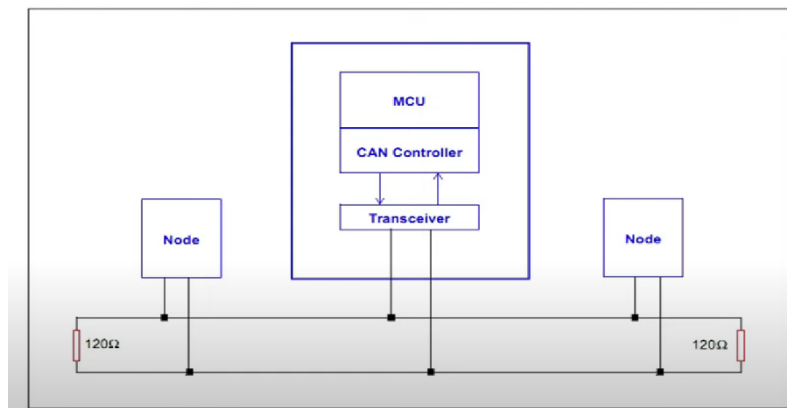 MCU
CAN Controller
Transceiver
Node
Node
120Ω
120Ω